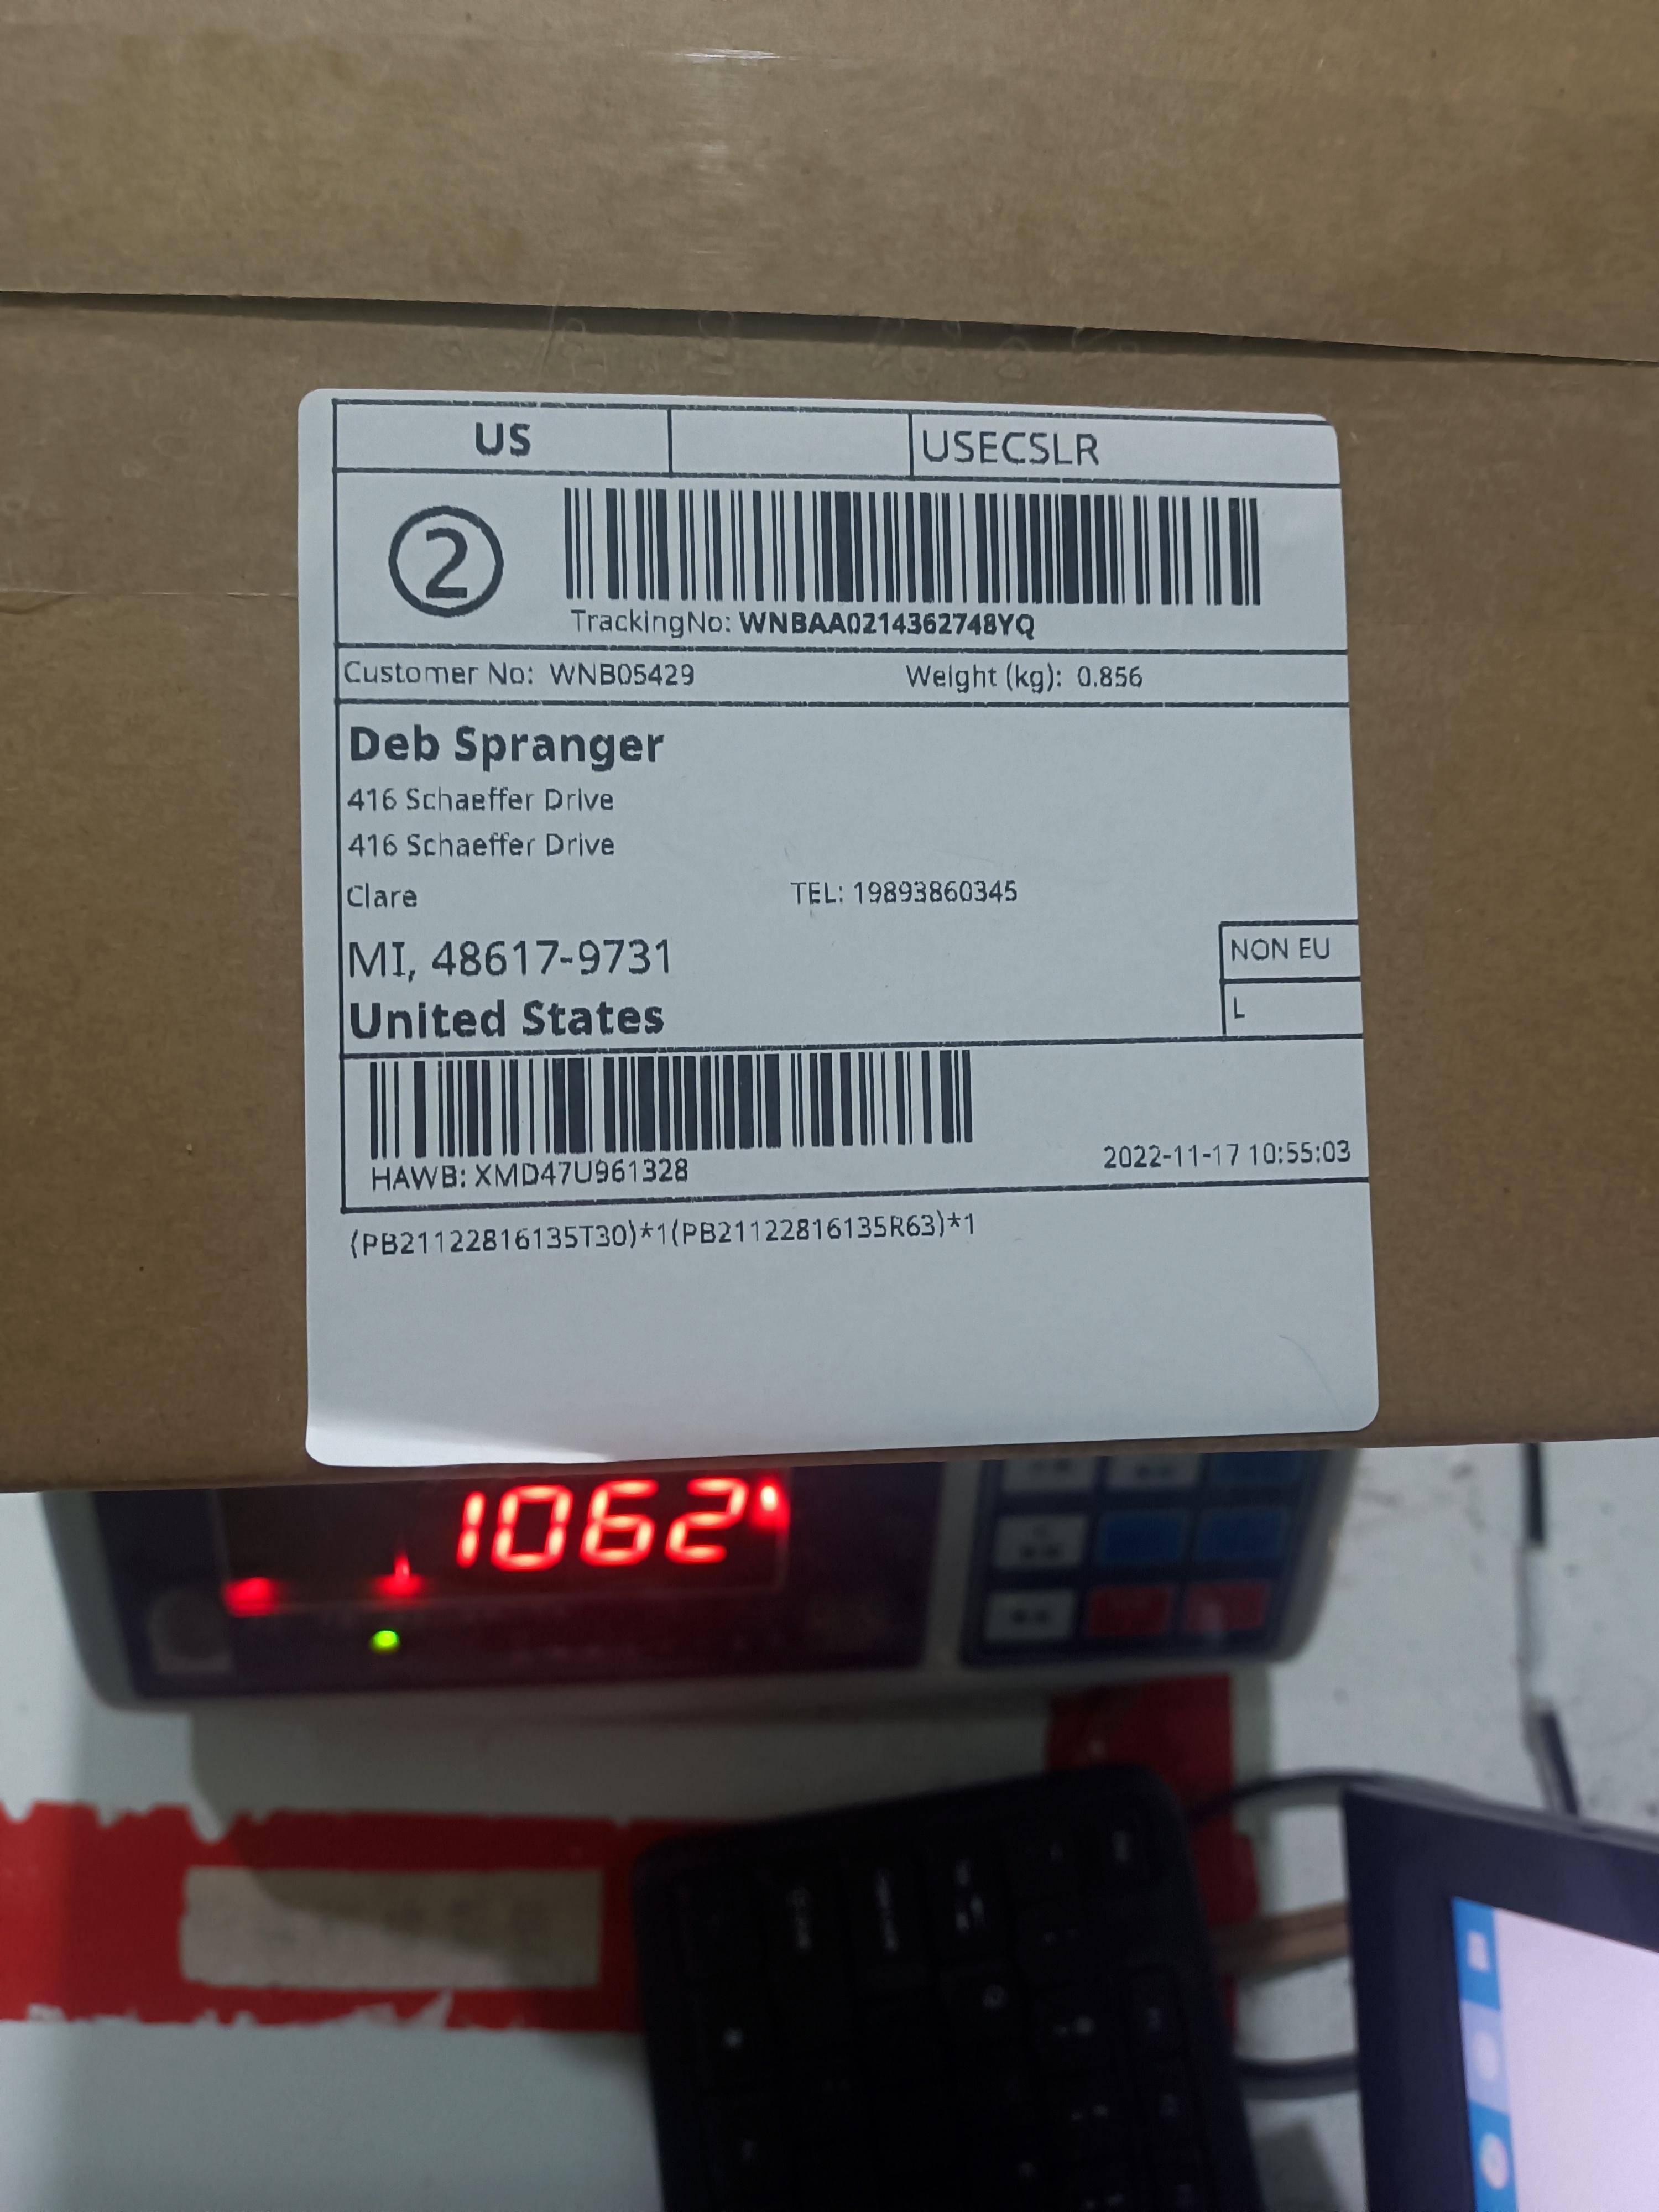 US
USECSLR
2
TrackingNo: WNBAA0214362748YQ
Customer No: WNB05429 Weight (kg): 0.856
Deb Spranger
416 Schaeffer Drive
416 Schaeffer Drive
Clare TEL: 19893860345
MI, 48617-9731
NON EU
United States
L
HAWB: XMD47U961328
2022-11-17 10:55:03
(PB21122816135T30)*1(PB21122816135R63)*1
1062